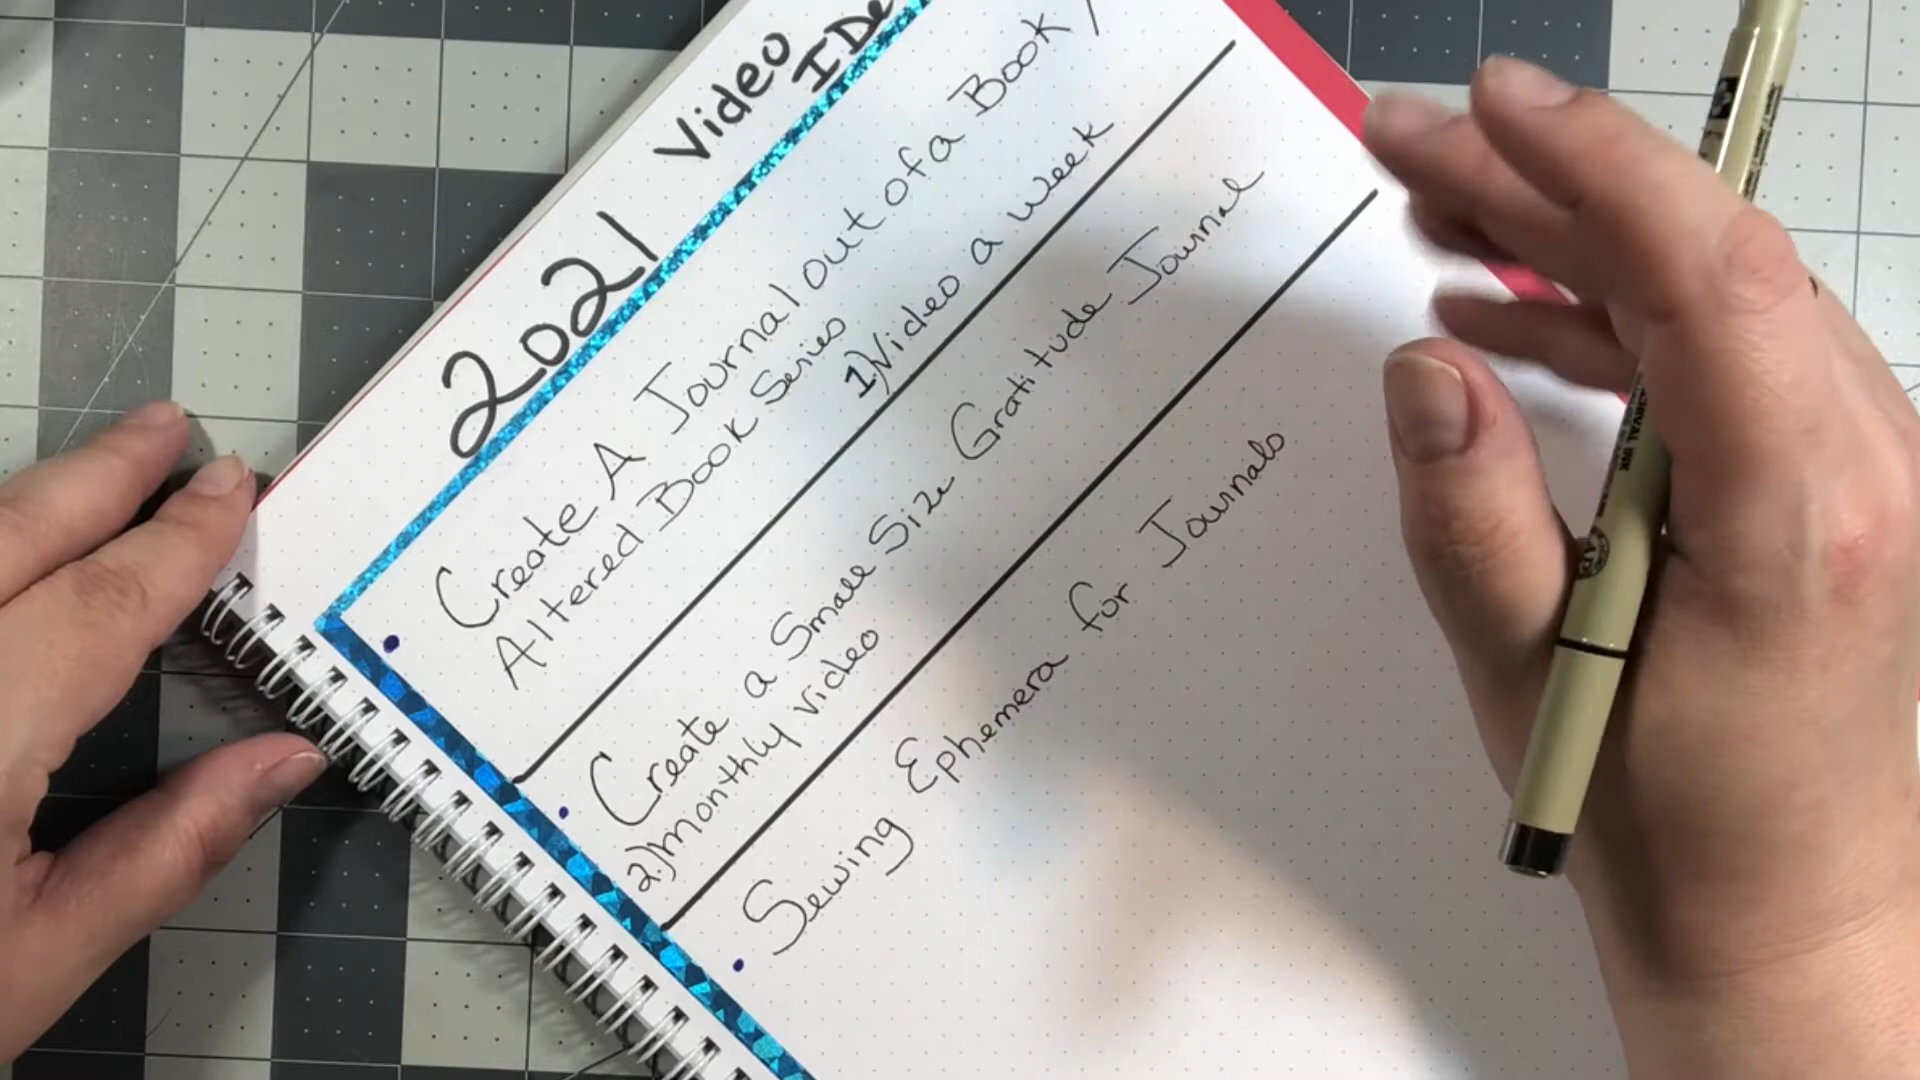 2021 Video IDe
Create A Journal out of a Book /
Altered Book Series
1.) Video a week
Create a Small Size Gratitude Journal
2.) monthly video
Sewing Ephemera for Journals